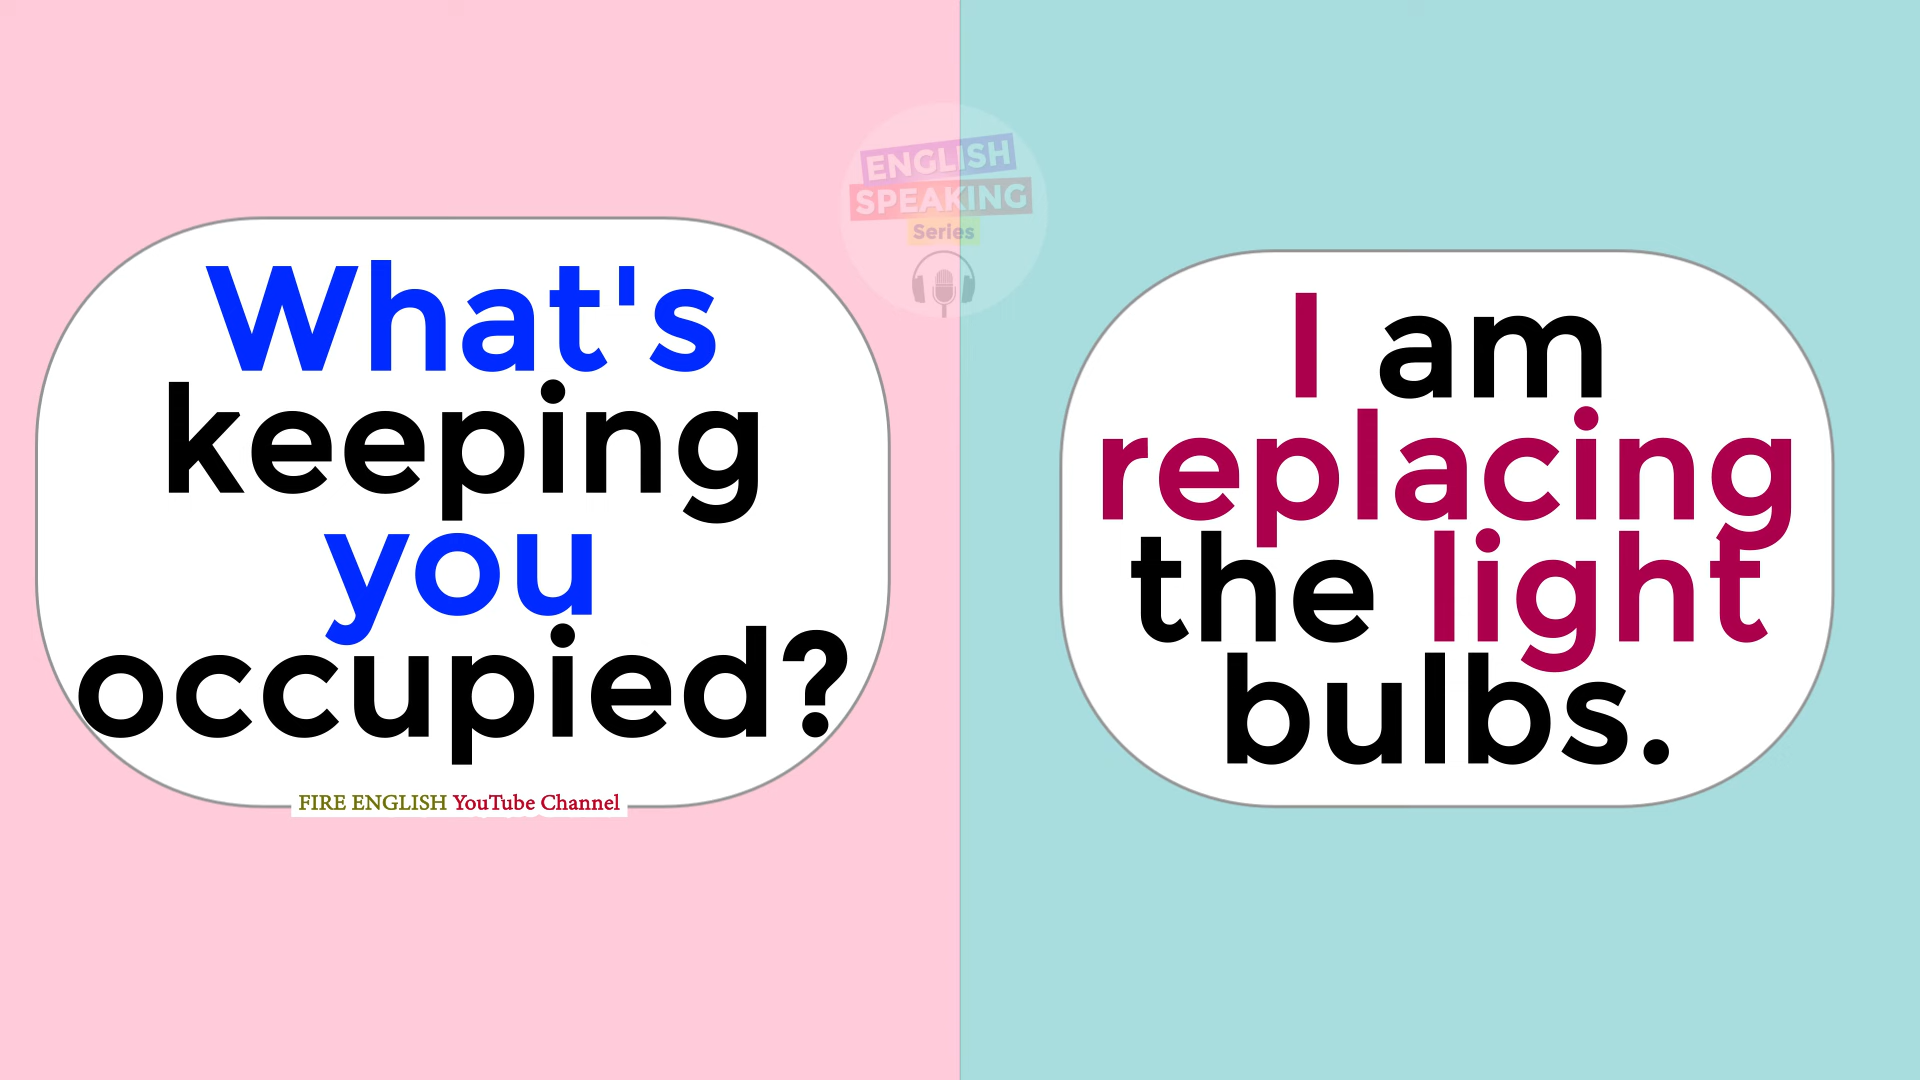 What's
keeping
you
occupied?
FIRE ENGLISH YouTube Channel
ENGLISH
SPEAKING
Series
I am
replacing
the light
bulbs.